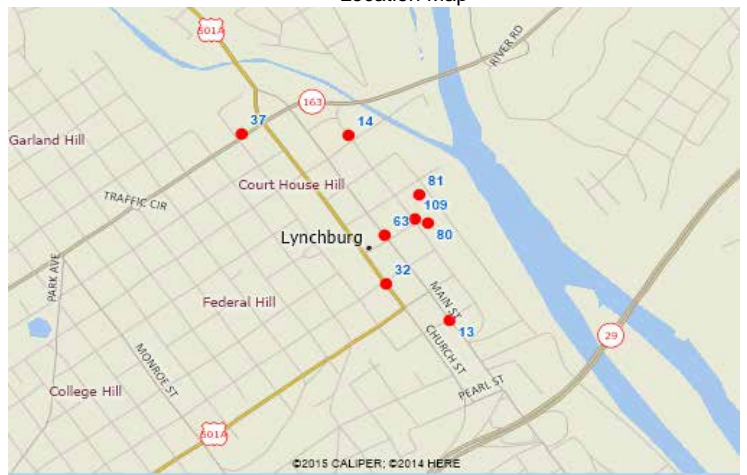 Location Map
501A
RIVER RD
163
37
14
Garland Hill
Court House Hill
81
TRAFFIC CIR
109
63
80
Lynchburg
32
PARK AVE
MAIN ST
Federal Hill
13
29
CHURCH ST
MONROE ST
PEARL ST
College Hill
501A
©2015 CALIPER; ©2014 HERE